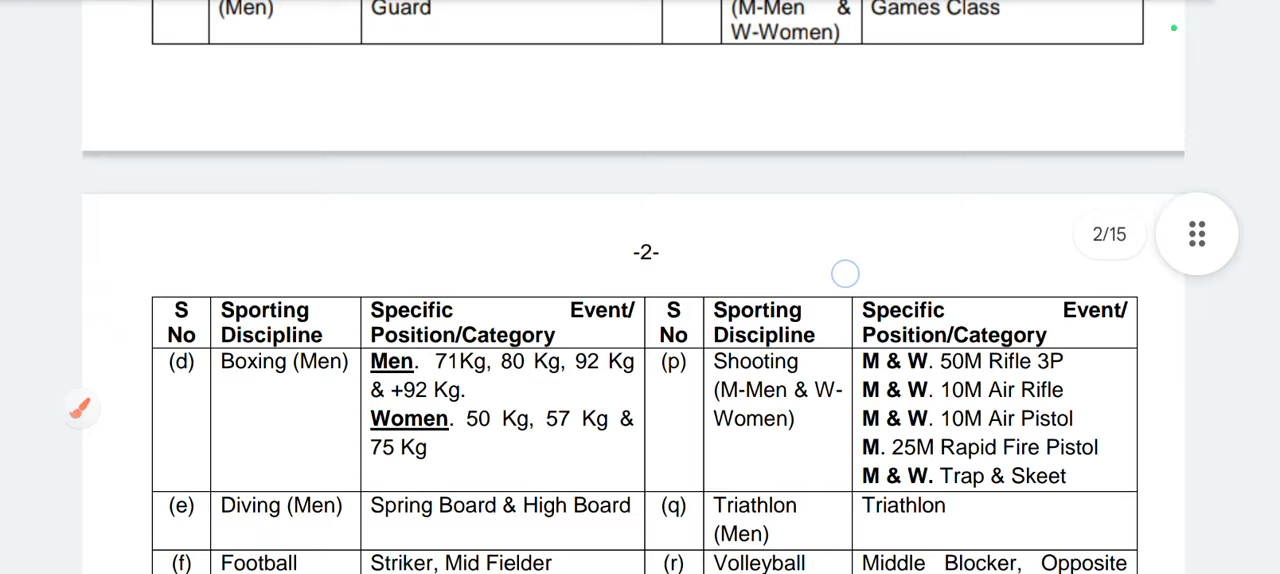 (Men) Guard (M-Men & Games Class
W-Women)
2/15
-2-
S Sporting Specific Event/ S Sporting Specific Event/
No Discipline Position/Category No Discipline Position/Category
(d) Boxing (Men) Men. 71Kg, 80 Kg, 92 Kg (p) Shooting M & W. 50M Rifle 3P
& +92 Kg. (M-Men & W- M & W. 10M Air Rifle
Women. 50 Kg, 57 Kg & Women) M & W. 10M Air Pistol
75 Kg M. 25M Rapid Fire Pistol
M & W. Trap & Skeet
(e) Diving (Men) Spring Board & High Board (q) Triathlon Triathlon
(Men)
(f) Football Striker, Mid Fielder (r) Volleyball Middle Blocker, Opposite